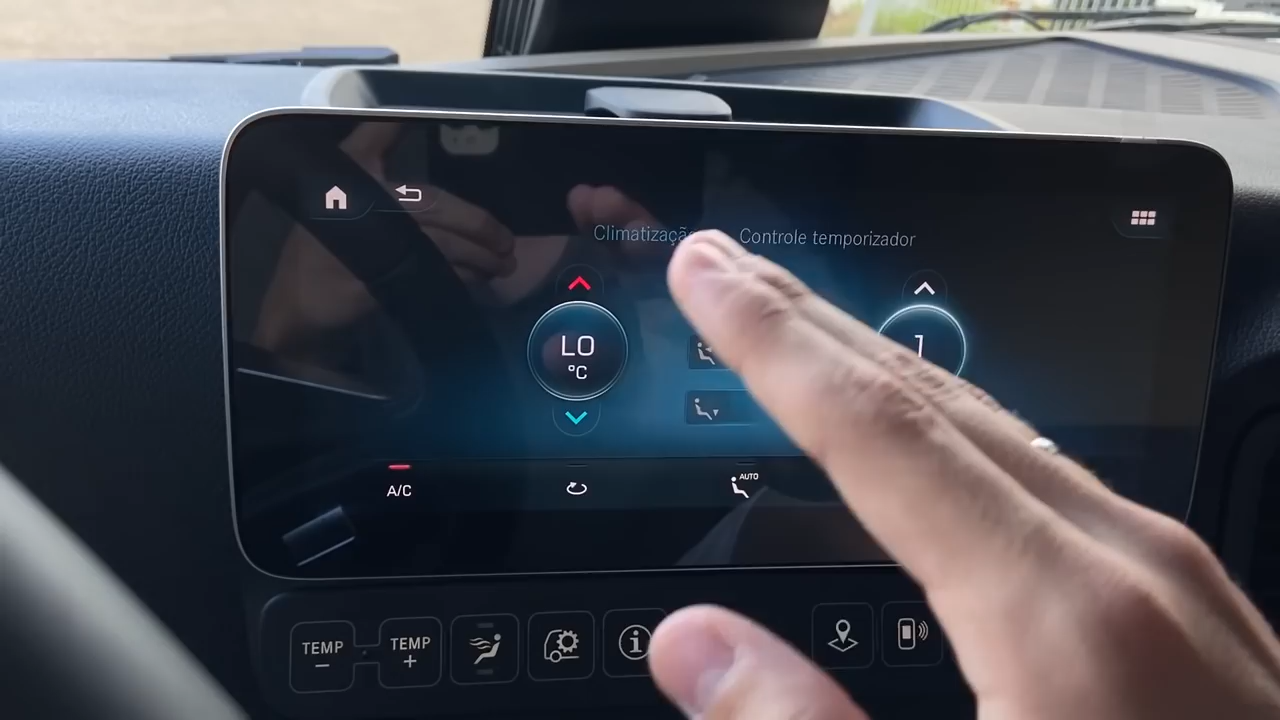 Climatização Controle temporizador
LO 1
°C
A/C AUTO
TEMP TEMP
− +